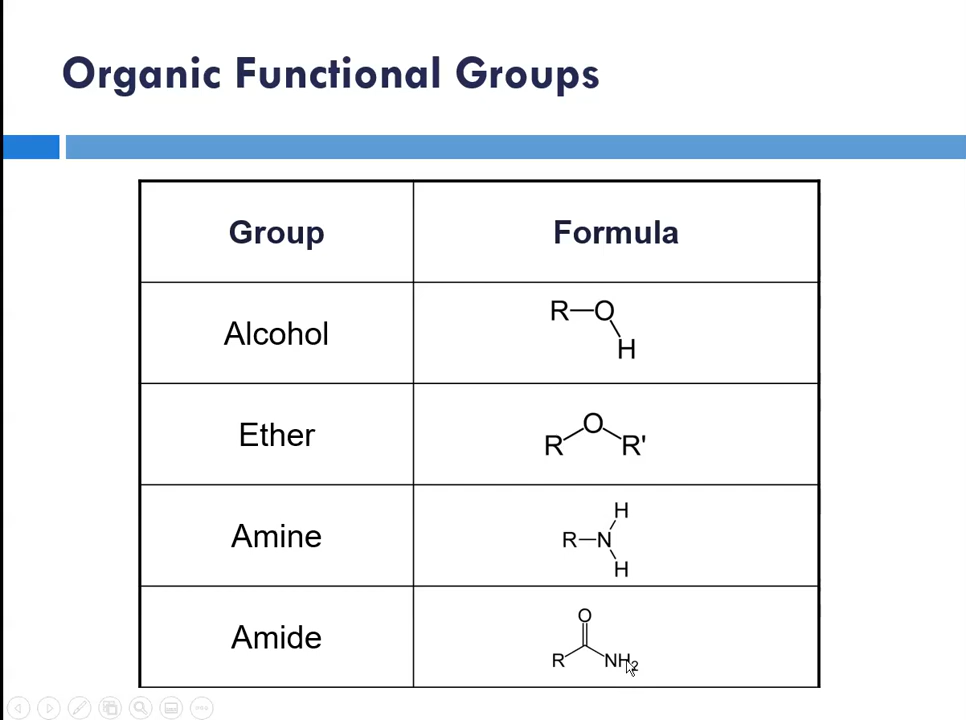 Organic Functional Groups
Group Formula
Alcohol R—O
H
Ether R O R'
Amine H
R—N
H
Amide O
R NH2